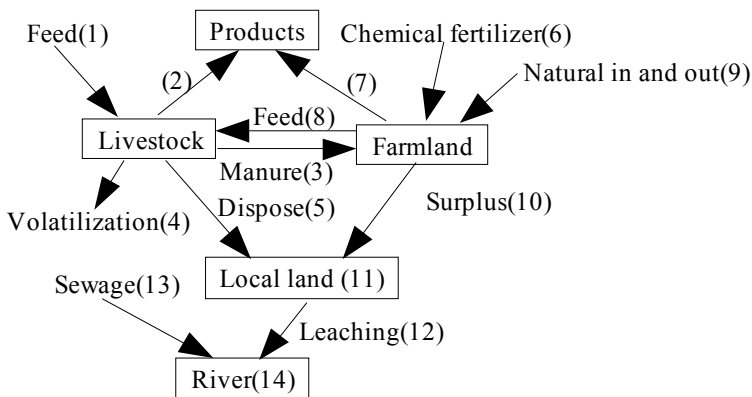 Feed(1)
Products
Chemical fertilizer(6)
(2)
(7)
Natural in and out(9)
Feed(8)
Livestock
Farmland
Manure(3)
Volatilization(4)
Dispose(5)
Surplus(10)
Local land (11)
Sewage(13)
Leaching(12)
River(14)